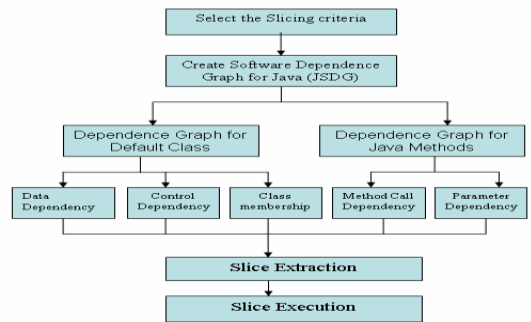 Select the Slicing criteria
Create Software Dependence
Graph for Java (JSDG)
Dependence Graph for
Default Class
Dependence Graph for
Java Methods
Data
Dependency
Control
Dependency
Class
membership
Method Call
Dependency
Parameter
Dependency
Slice Extraction
Slice Execution